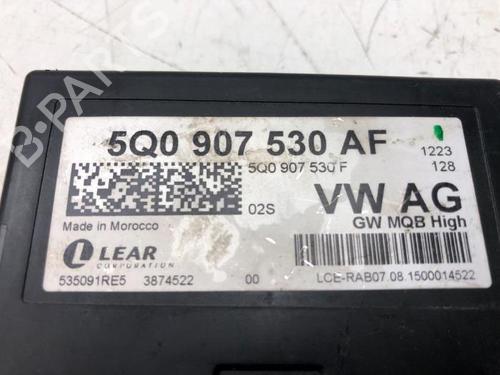 5Q0 907 530 AF
1223
5Q0 907 530 F
128
VW AG
02S
GW MQB High
Made in Morocco
LEAR
CORPORATION
535091RE5 3874522 00
LCE-RAB07.08.1500014522
B-PARTS